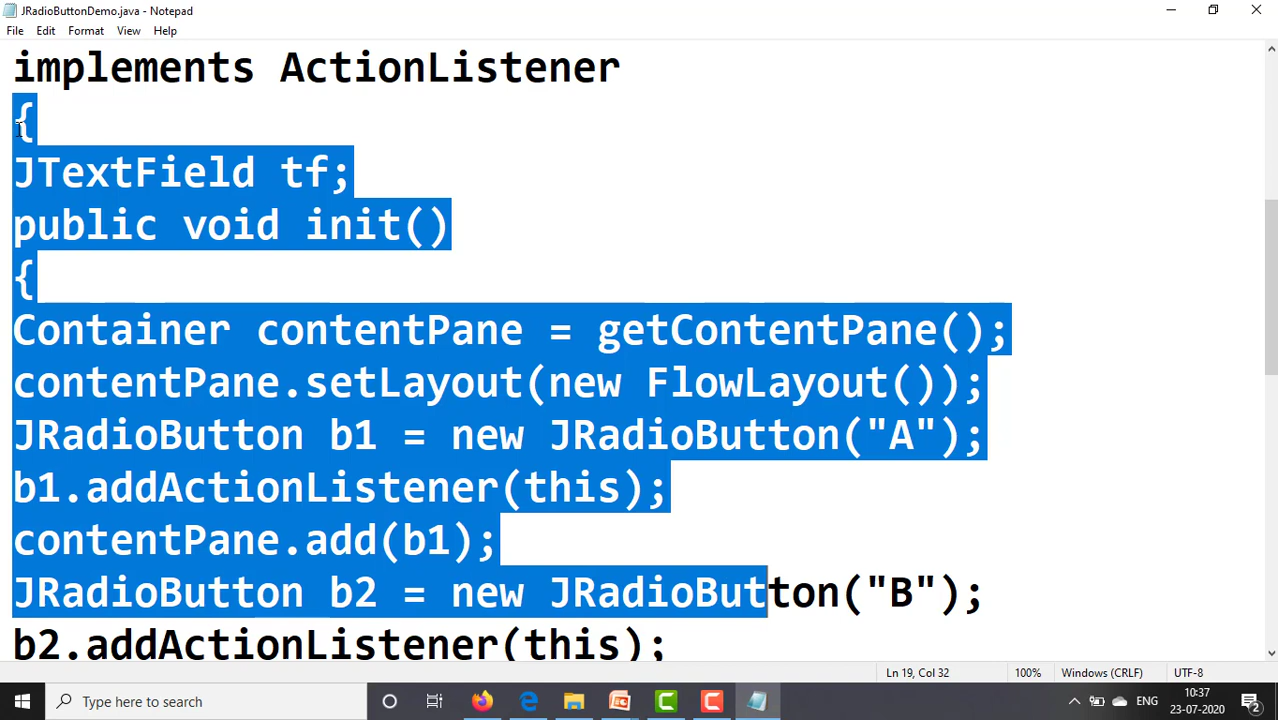 JRadioButtonDemo.java - Notepad
File Edit Format View Help
implements ActionListener
{
JTextField tf;
public void init()
{
Container contentPane = getContentPane();
contentPane.setLayout(new FlowLayout());
JRadioButton b1 = new JRadioButton("A");
b1.addActionListener(this);
contentPane.add(b1);
JRadioButton b2 = new JRadioButton("B");
b2.addActionListener(this);
Ln 19, Col 32 100% Windows (CRLF) UTF-8
Type here to search
ENG
10:37
23-07-2020
2